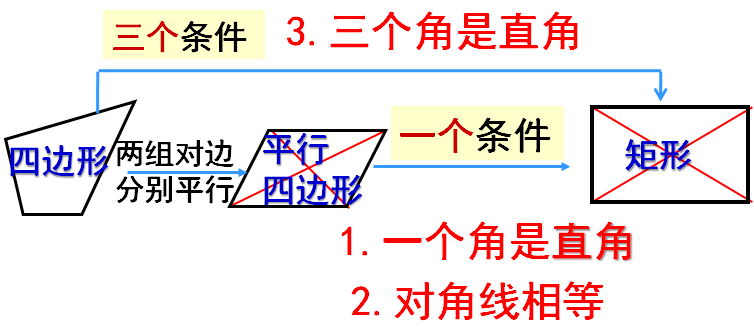 三个条件
3.三个角是直角
四边形
两组对边
分别平行
平行
四边形
一个条件
矩形
1.一个角是直角
2.对角线相等